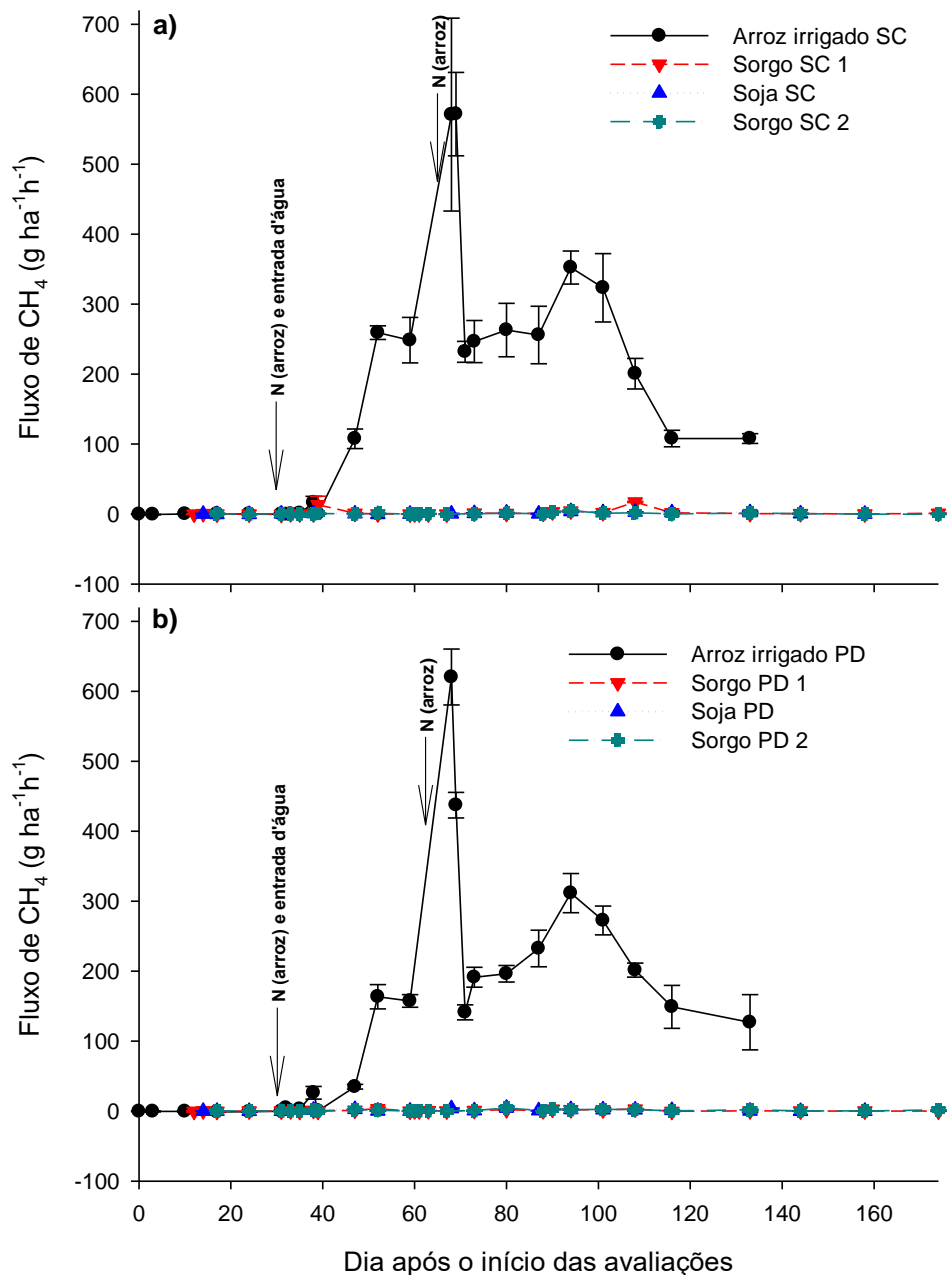 a)
Arroz irrigado SC
Sorgo SC 1
Soja SC
Sorgo SC 2
N (arroz) e entrada d'água
N (arroz)
Fluxo de CH₄ (g ha⁻¹h⁻¹)
700
600
500
400
300
200
100
0
-100
b)
Arroz irrigado PD
Sorgo PD 1
Soja PD
Sorgo PD 2
N (arroz) e entrada d'água
N (arroz)
Fluxo de CH₄ (g ha⁻¹h⁻¹)
700
600
500
400
300
200
100
0
-100
0 20 40 60 80 100 120 140 160
Dia após o início das avaliações